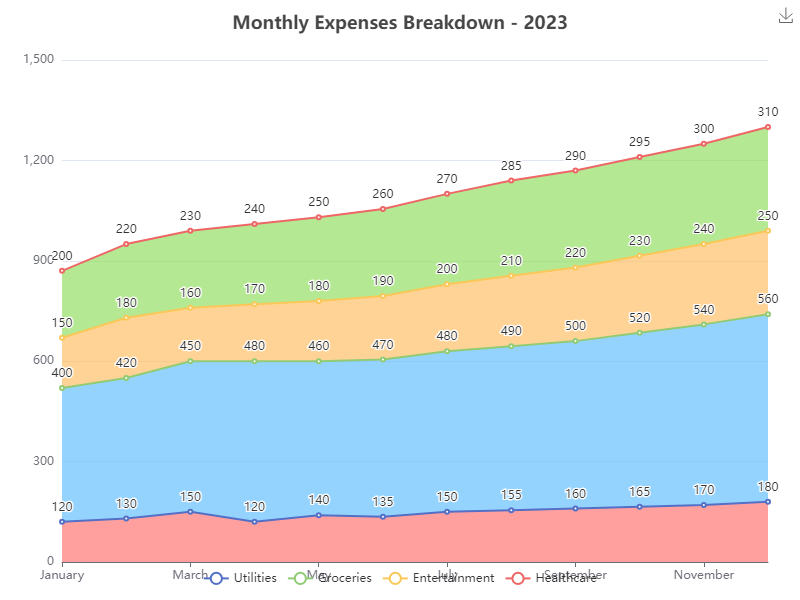 Monthly Expenses Breakdown - 2023
1,500
1,200
900
600
300
0
200 220 230 240 250 260 270 285 290 295 300 310
150 180 160 170 180 190 200 210 220 230 240 250
400 420 450 480 460 470 480 490 500 520 540 560
120 130 150 120 140 135 150 155 160 165 170 180
January March May July September November
Utilities Groceries Entertainment Healthcare